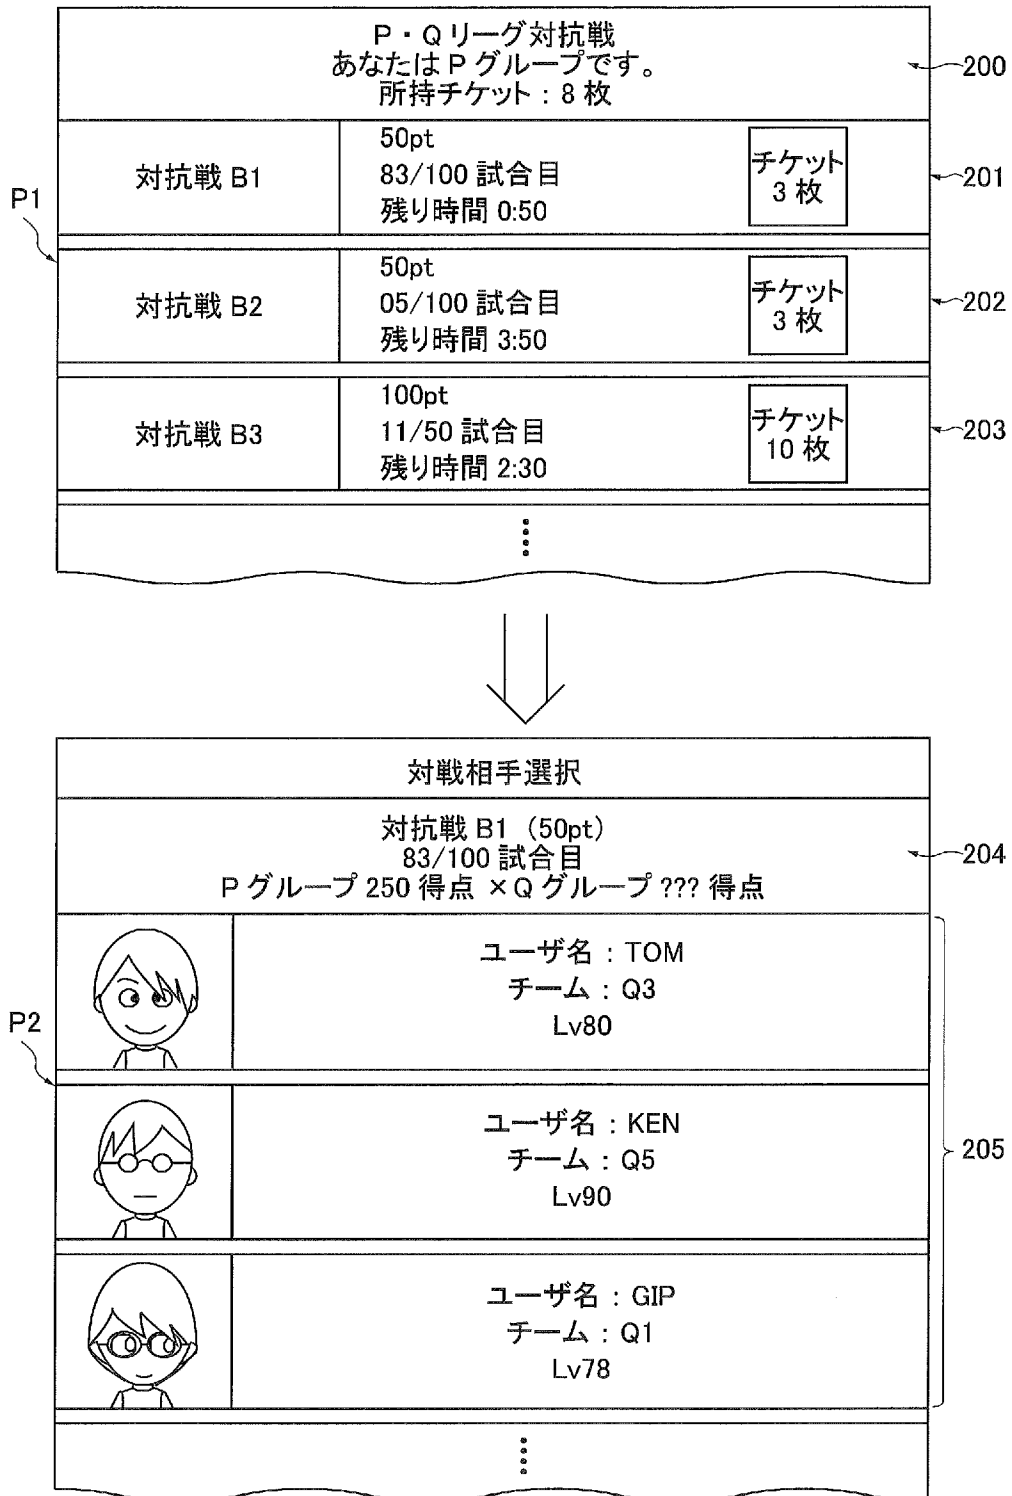 P・Qリーグ対抗戦
あなたはPグループです。
所持チケット：8枚
200
P1
対抗戦 B1
50pt
83/100 試合目
残り時間 0:50
チケット
3 枚
201
対抗戦 B2
50pt
05/100 試合目
残り時間 3:50
チケット
3 枚
202
対抗戦 B3
100pt
11/50 試合目
残り時間 2:30
チケット
10 枚
203
対戦相手選択
対抗戦 B1（50pt）
83/100 試合目
Pグループ 250 得点 ×Qグループ ??? 得点
204
P2
ユーザ名：TOM
チーム：Q3
Lv80
ユーザ名：KEN
チーム：Q5
Lv90
ユーザ名：GIP
チーム：Q1
Lv78
205